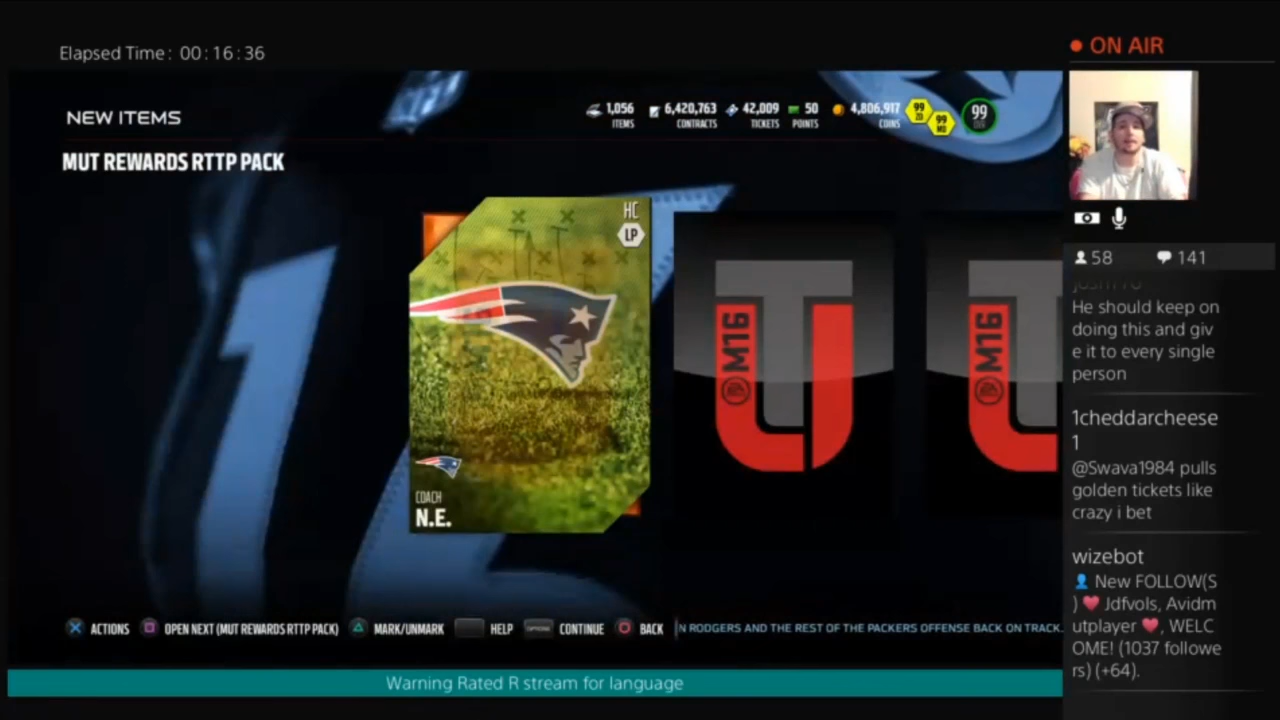 Elapsed Time: 00:16:36
ON AIR
NEW ITEMS
1,056 6,420,763 42,009 50 4,806,917
ITEMS CONTRACTS TICKETS POINTS COINS
99 99 99
MUT REWARDS RTTP PACK
HC
LP
COACH
N.E.
EA M16
EA M16
58 141
He should keep on
doing this and giv
e it to every single
person
1cheddarcheese
1
@Swava1984 pulls
golden tickets like
crazy i bet
wizebot
New FOLLOW(S
) Jdfvols, Avidm
utplayer , WELC
OME! (1037 followe
rs) (+64).
ACTIONS OPEN NEXT (MUT REWARDS RTTP PACK) MARK/UNMARK HELP OPTIONS CONTINUE BACK N RODGERS AND THE REST OF THE PACKERS OFFENSE BACK ON TRACK.
Warning Rated R stream for language